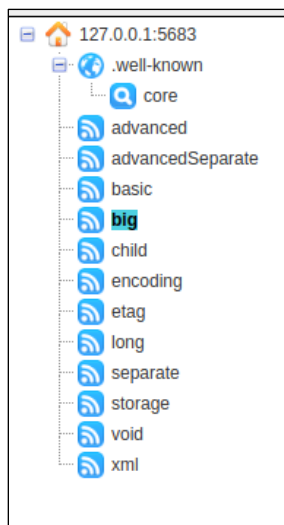 127.0.0.1:5683
.well-known
core
advanced
advancedSeparate
basic
big
child
encoding
etag
long
separate
storage
void
xml